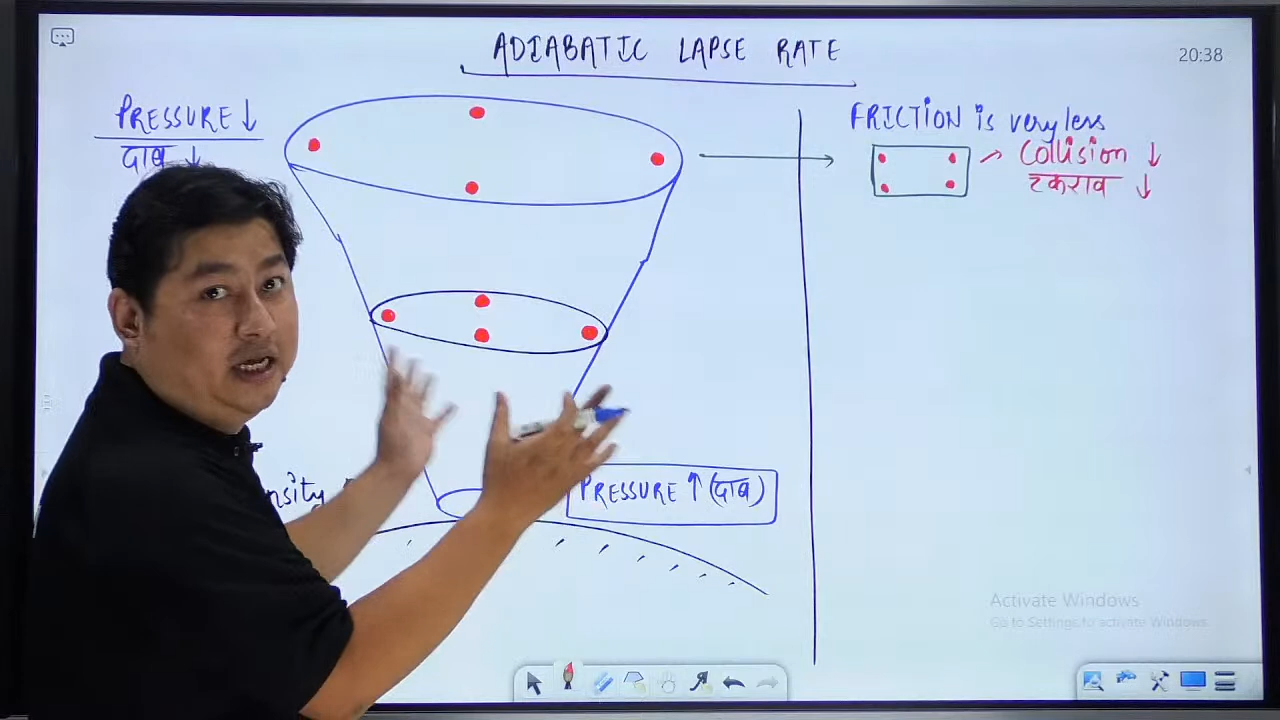 ADIABATIC LAPSE RATE
20:38
PRESSURE ↓
दाब ↓
FRICTION is very less
Collision ↓
टकराव ↓
PRESSURE ↑ (दाब)
Activate Windows
Go to Settings to activate Windows.